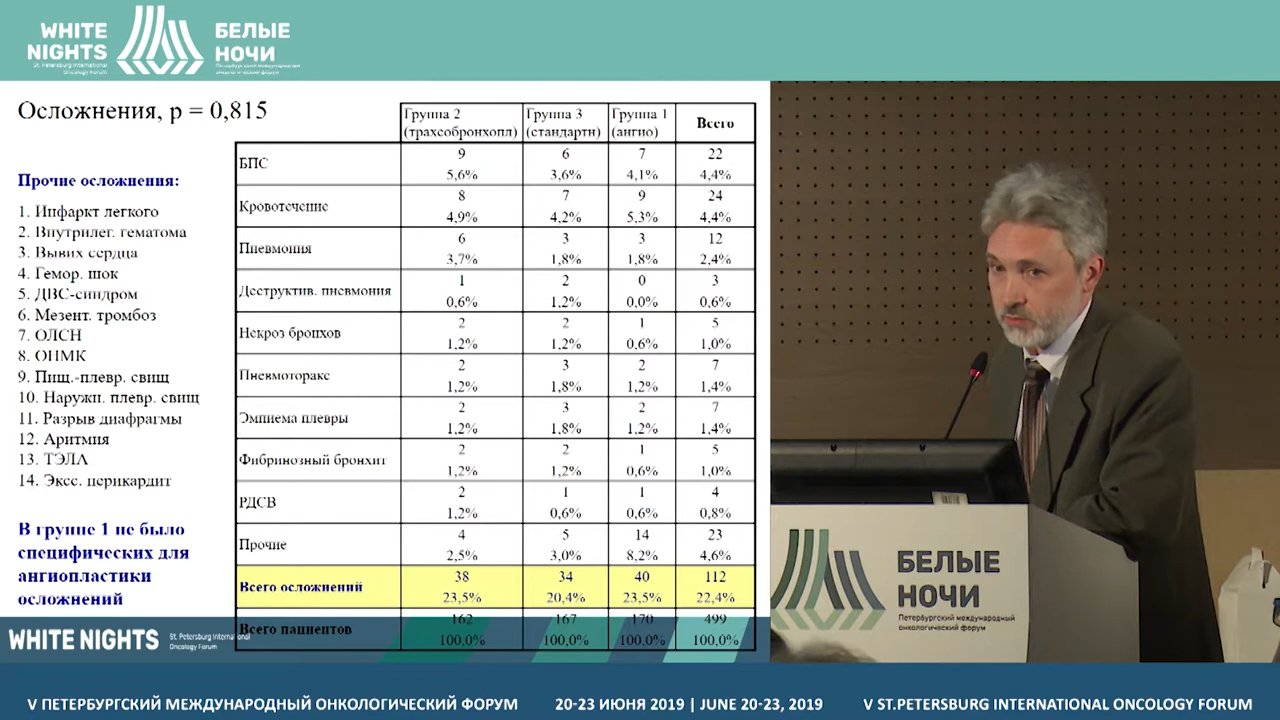 WHITE
NIGHTS
St. Petersburg International
Oncology Forum
БЕЛЫЕ
НОЧИ
Петербургский международный
онкологический форум
Осложнения, p = 0,815
Прочие осложнения:
1. Инфаркт легкого
2. Внутрилег. гематома
3. Вывих сердца
4. Гемор. шок
5. ДВС-синдром
6. Мезент. тромбоз
7. ОЛСН
8. ОНМК
9. Пищ.-плевр. свищ
10. Наружн. плевр. свищ
11. Разрыв диафрагмы
12. Аритмия
13. ТЭЛА
14. Экс. перикардит
В группе 1 не было
специфических для
ангиопластики
осложнений
Группа 2 Группа 3 Группа 1 Всего
(трахеобронхопл) (стандартн) (ангио)
БПС 9 6 7 22
5,6% 3,6% 4,1% 4,4%
Кровотечение 8 7 9 24
4,9% 4,2% 5,3% 4,4%
Пневмония 6 3 3 12
3,7% 1,8% 1,8% 2,4%
Деструктив. пневмония 1 2 0 3
0,6% 1,2% 0,0% 0,6%
Некроз бронхов 2 2 1 5
1,2% 1,2% 0,6% 1,0%
Пневмоторакс 2 3 2 7
1,2% 1,8% 1,2% 1,4%
Эмпиема плевры 2 3 2 7
1,2% 1,8% 1,2% 1,4%
Фибринозный бронхит 2 2 1 5
1,2% 1,2% 0,6% 1,0%
РДСВ 2 1 1 4
1,2% 0,6% 0,6% 0,8%
Прочие 4 5 14 23
2,5% 3,0% 8,2% 4,6%
Всего осложнений 38 34 40 112
23,5% 20,4% 23,5% 22,4%
Всего пациентов 162 167 170 499
100,0% 100,0% 100,0% 100,0%
WHITE NIGHTS
St. Petersburg International
Oncology Forum
БЕЛЫЕ
НОЧИ
Петербургский международный
онкологический форум
V ПЕТЕРБУРГСКИЙ МЕЖДУНАРОДНЫЙ ОНКОЛОГИЧЕСКИЙ ФОРУМ 20-23 ИЮНЯ 2019 | JUNE 20-23, 2019 V ST.PETERSBURG INTERNATIONAL ONCOLOGY FORUM